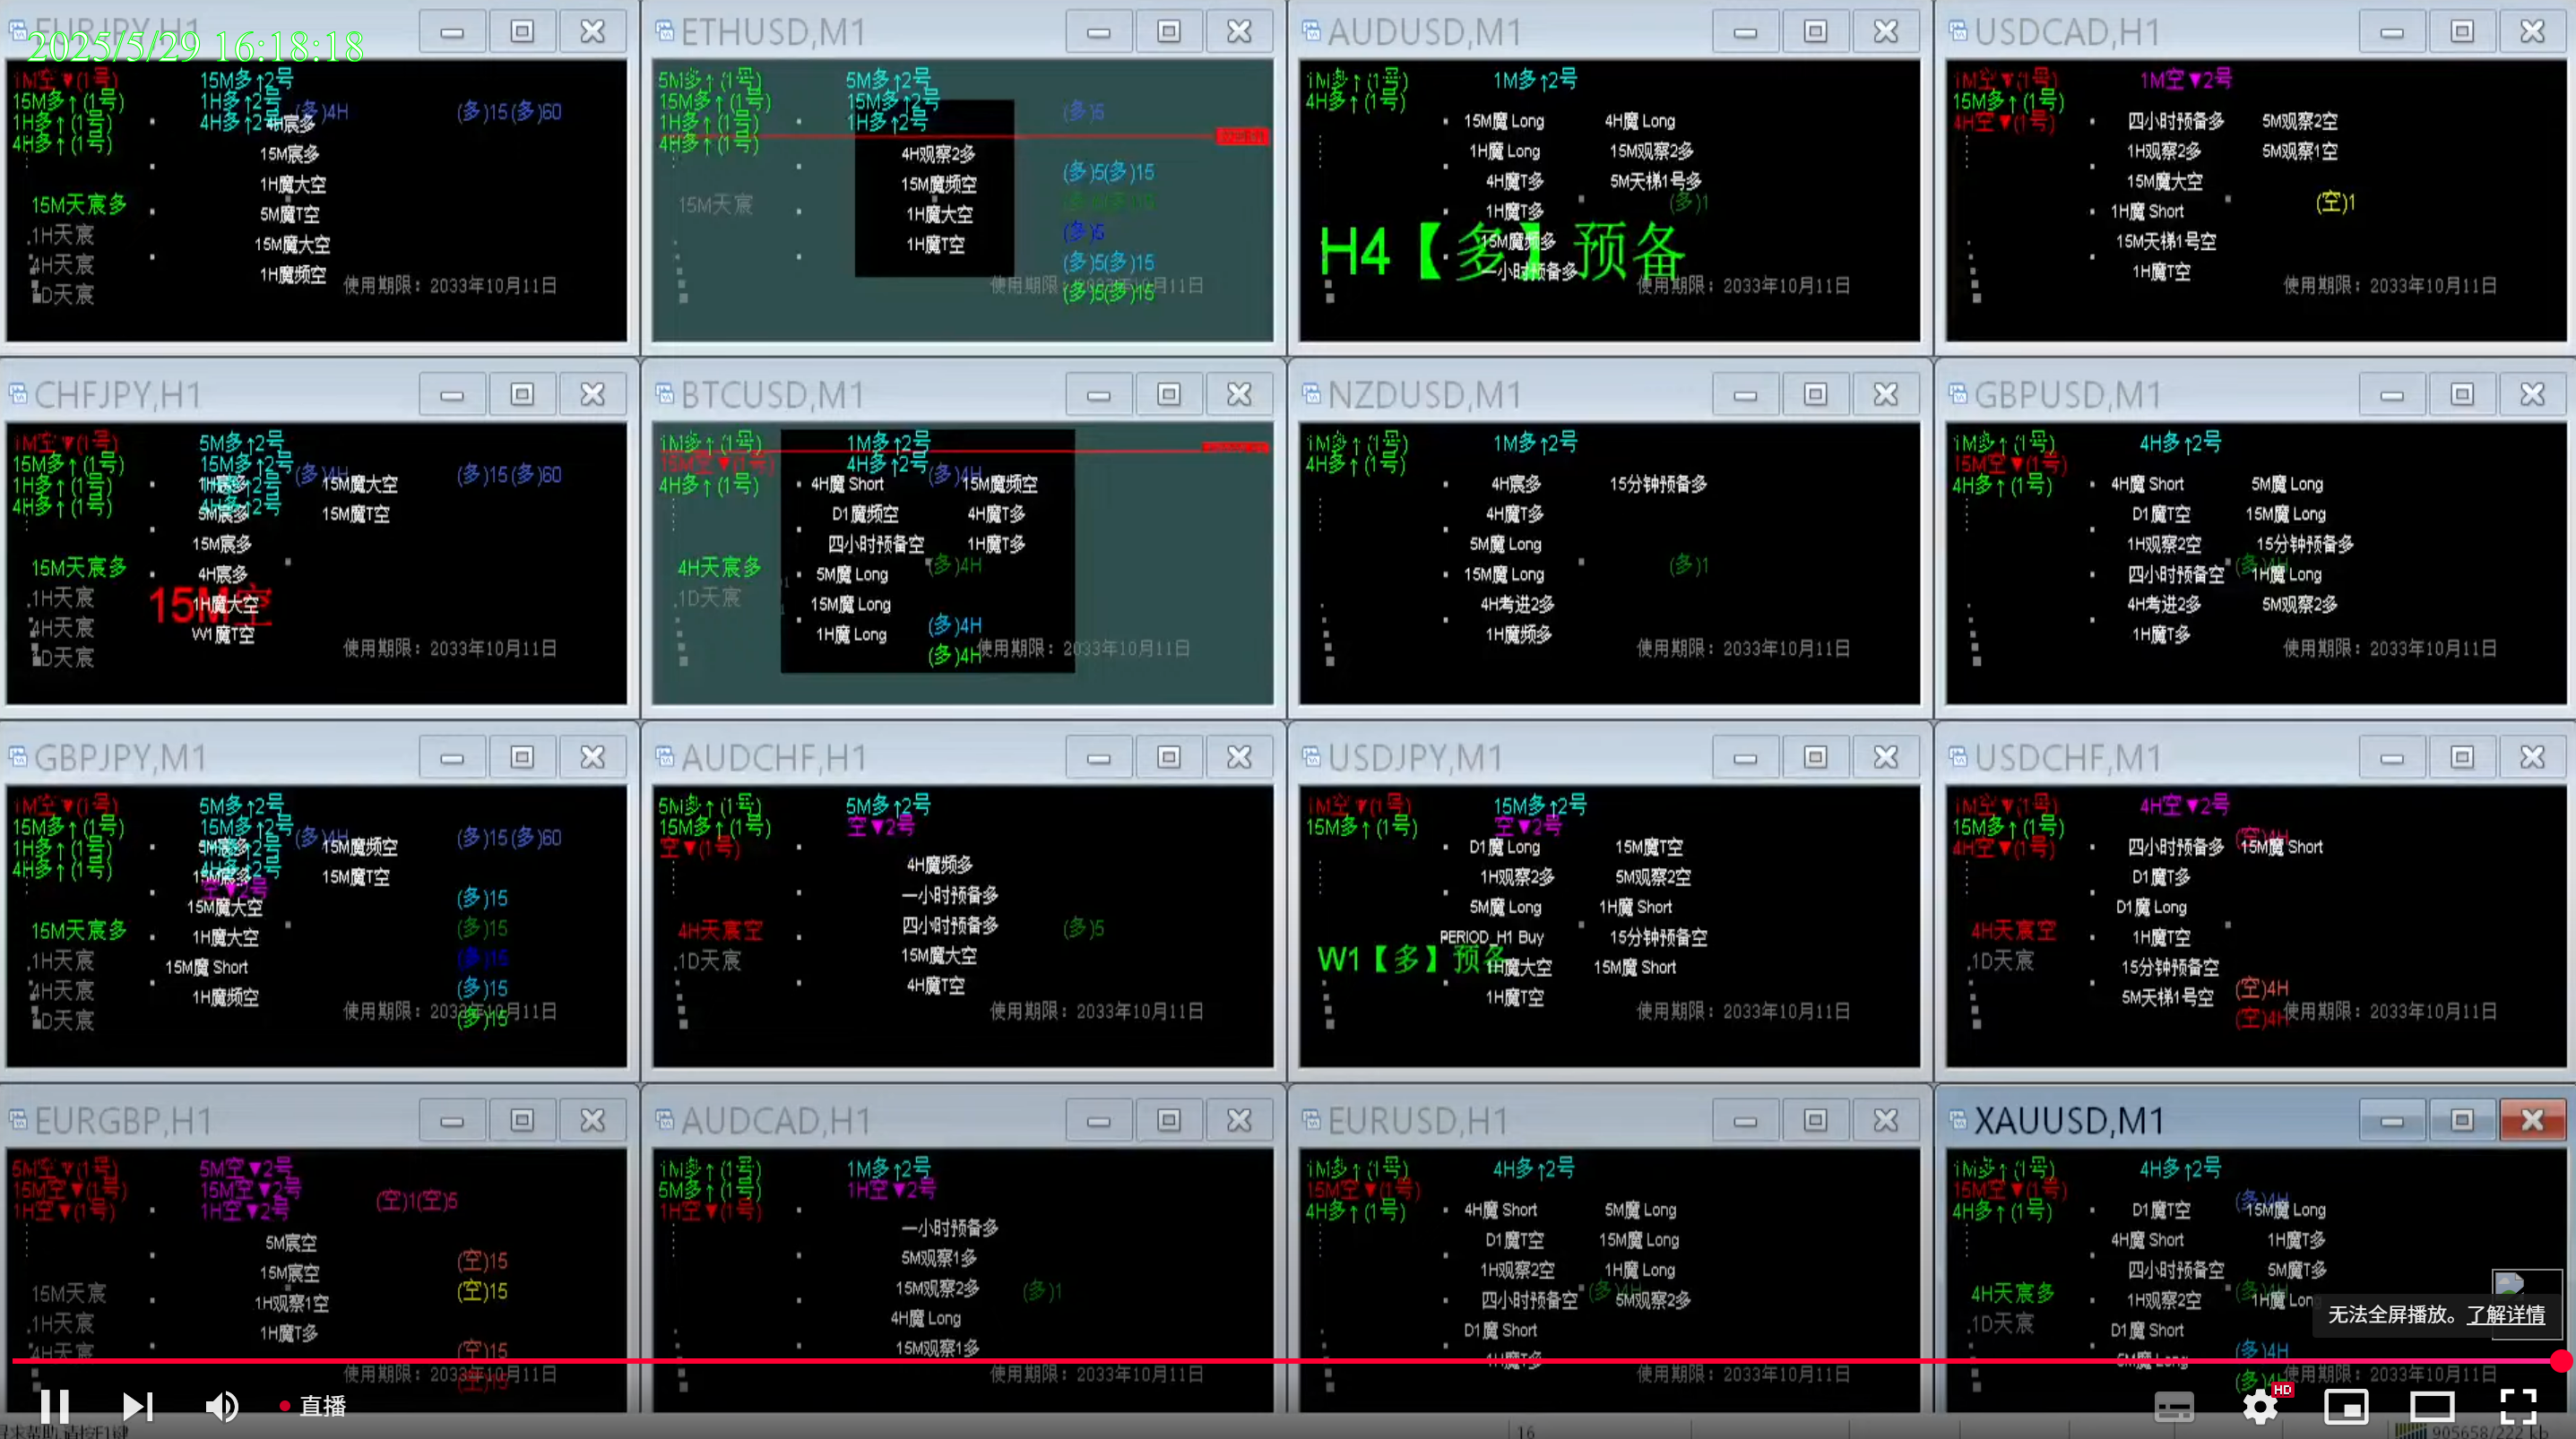 EURJPY,H1
2025/5/29 16:18:18
1M空▼(1号)
15M多↑(1号)
1H多↑(1号)
4H多↑(1号)
15M多↑2号
1H多↑2号
4H多↑2号
(多)4H
(多)15(多)60
4H宸多
15M宸多
1H魔大空
5M魔T空
15M魔大空
1H魔频空
15M天宸多
1H天宸
4H天宸
1D天宸
使用期限：2033年10月11日
ETHUSD,M1
5M多↑(1号)
15M多↑(1号)
1H多↑(1号)
4H多↑(1号)
5M多↑2号
15M多↑2号
1H多↑2号
(多)5
4H观察2多
15M魔频空
1H魔大空
1H魔T空
(多)5(多)15
(多)5
(多)5(多)15
(多)5(多)15
15M天宸
使用期限：2033年10月11日
AUDUSD,M1
1M多↑(1号)
4H多↑(1号)
1M多↑2号
15M魔 Long
4H魔 Long
1H魔 Long
15M观察2多
4H魔T多
5M天梯1号多
1H魔T多
(多)1
15M魔频多
H4【多】预备
一小时预备多
使用期限：2033年10月11日
USDCAD,H1
1M空▼(1号)
15M多↑(1号)
4H空▼(1号)
1M空▼2号
四小时预备多
5M观察2空
1H观察2多
5M观察1空
15M魔大空
(空)1
1H魔 Short
15M天梯1号空
1H魔T空
使用期限：2033年10月11日
CHFJPY,H1
1M空▼(1号)
15M多↑(1号)
1H多↑(1号)
4H多↑(1号)
5M多↑2号
15M多↑2号
1H多↑2号
4H多↑2号
(多)4H
(多)15(多)60
1H宸多
15M魔大空
5M宸多
15M魔T空
15M宸多
4H宸多
15M空
1H魔大空
W1魔T空
15M天宸多
1H天宸
4H天宸
1D天宸
使用期限：2033年10月11日
BTCUSD,M1
1M多↑(1号)
15M空▼(1号)
4H多↑(1号)
1M多↑2号
4H多↑2号
(多)4H
4H魔 Short
15M魔频空
D1魔频空
4H魔T多
四小时预备空
1H魔T多
(多)4H
5M魔 Long
15M魔 Long
1H魔 Long
(多)4H
(多)4H
4H天宸多
1D天宸
使用期限：2033年10月11日
NZDUSD,M1
1M多↑(1号)
4H多↑(1号)
1M多↑2号
4H宸多
15分钟预备多
4H魔T多
5M魔 Long
15M魔 Long
(多)1
4H考进2多
1H魔频多
使用期限：2033年10月11日
GBPUSD,M1
1M多↑(1号)
15M空▼(1号)
4H多↑(1号)
4H多↑2号
4H魔 Short
5M魔 Long
D1魔T空
15M魔 Long
1H观察2空
15分钟预备多
四小时预备空
(多)4H
1H魔 Long
4H考进2多
5M观察2多
1H魔T多
使用期限：2033年10月11日
GBPJPY,M1
1M空▼(1号)
15M多↑(1号)
1H多↑(1号)
4H多↑(1号)
5M多↑2号
15M多↑2号
1H多↑2号
4H多↑2号
空▼2号
(多)4H
(多)15(多)60
5M宸多
15M魔频空
15M宸多
15M魔T空
15M魔大空
1H魔大空
15M魔 Short
1H魔频空
(多)15
(多)15
(多)15
(多)15
(多)15
15M天宸多
1H天宸
4H天宸
1D天宸
使用期限：2033年10月11日
AUDCHF,H1
5M多↑(1号)
15M多↑(1号)
空▼(1号)
5M多↑2号
空▼2号
4H魔频多
一小时预备多
四小时预备多
15M魔大空
4H魔T空
(多)5
4H天宸空
1D天宸
使用期限：2033年10月11日
USDJPY,M1
1M空▼(1号)
15M多↑(1号)
15M多↑2号
空▼2号
D1魔 Long
15M魔T空
1H观察2多
5M观察2空
5M魔 Long
1H魔 Short
PERIOD_H1 Buy
15分钟预备空
W1【多】预备
1H魔大空
15M魔 Short
1H魔T空
使用期限：2033年10月11日
USDCHF,M1
1M空▼(1号)
15M多↑(1号)
4H空▼(1号)
4H空▼2号
(空)4H
四小时预备多
15M魔 Short
D1魔T多
D1魔 Long
1H魔T空
15分钟预备空
5M天梯1号空
(空)4H
(空)4H
4H天宸空
1D天宸
使用期限：2033年10月11日
EURGBP,H1
5M空▼(1号)
15M空▼(1号)
1H空▼(1号)
5M空▼2号
15M空▼2号
1H空▼2号
(空)1(空)5
5M宸空
15M宸空
1H观察1空
1H魔T多
(空)15
(空)15
(空)15
15M天宸
1H天宸
4H天宸
使用期限：2033年10月11日
AUDCAD,H1
1M多↑(1号)
5M多↑(1号)
1H空▼(1号)
1M多↑2号
1H空▼2号
一小时预备多
5M观察1多
15M观察2多
4H魔 Long
15M观察1多
(多)1
使用期限：2033年10月11日
EURUSD,H1
1M多↑(1号)
15M空▼(1号)
4H多↑(1号)
4H多↑2号
4H魔 Short
5M魔 Long
D1魔T空
15M魔 Long
1H观察2空
1H魔 Long
四小时预备空
(多)4H
5M观察2多
D1魔 Short
1H魔T多
使用期限：2033年10月11日
XAUUSD,M1
1M多↑(1号)
15M空▼(1号)
4H多↑(1号)
4H多↑2号
(多)4H
D1魔T空
15M魔 Long
4H魔 Short
1H魔T多
四小时预备空
5M魔T多
1H观察2空
1H魔 Lon
D1魔 Short
5M魔 Long
(多)4H
4H天宸多
1D天宸
使用期限：2033年10月11日
无法全屏播放。了解详情
直播
HD
16
905658/222 kb